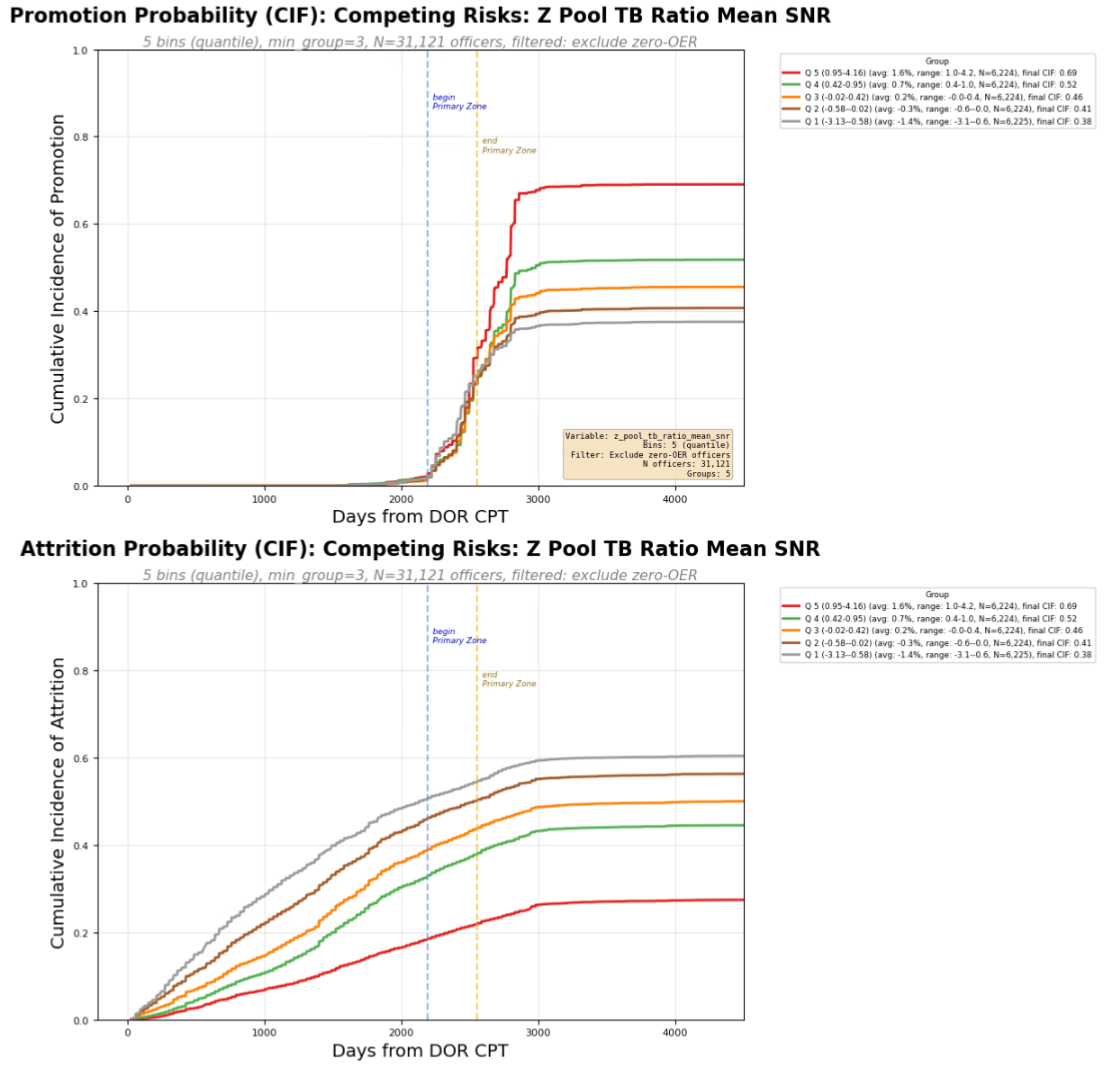 Promotion Probability (CIF): Competing Risks: Z Pool TB Ratio Mean SNR
5 bins (quantile), min_group=3, N=31,121 officers, filtered: exclude zero-OER
Cumulative Incidence of Promotion
1.0
0.8
0.6
0.4
0.2
0.0
begin
Primary Zone
end
Primary Zone
Variable: z_pool_tb_ratio_mean_snr
Bins: 5 (quantile)
Filter: Exclude zero-OER officers
N officers: 31,121
Groups: 5
0 1000 2000 3000 4000
Days from DOR CPT
Group
Q 5 (0.95-4.16) (avg: 1.6%, range: 1.0-4.2, N=6,224), final CIF: 0.69
Q 4 (0.42-0.95) (avg: 0.7%, range: 0.4-1.0, N=6,224), final CIF: 0.52
Q 3 (-0.02-0.42) (avg: 0.2%, range: -0.0-0.4, N=6,224), final CIF: 0.46
Q 2 (-0.58--0.02) (avg: -0.3%, range: -0.6--0.0, N=6,224), final CIF: 0.41
Q 1 (-3.13--0.58) (avg: -1.4%, range: -3.1--0.6, N=6,225), final CIF: 0.38
Attrition Probability (CIF): Competing Risks: Z Pool TB Ratio Mean SNR
5 bins (quantile), min_group=3, N=31,121 officers, filtered: exclude zero-OER
Cumulative Incidence of Attrition
1.0
0.8
0.6
0.4
0.2
0.0
begin
Primary Zone
end
Primary Zone
0 1000 2000 3000 4000
Days from DOR CPT
Group
Q 5 (0.95-4.16) (avg: 1.6%, range: 1.0-4.2, N=6,224), final CIF: 0.69
Q 4 (0.42-0.95) (avg: 0.7%, range: 0.4-1.0, N=6,224), final CIF: 0.52
Q 3 (-0.02-0.42) (avg: 0.2%, range: -0.0-0.4, N=6,224), final CIF: 0.46
Q 2 (-0.58--0.02) (avg: -0.3%, range: -0.6--0.0, N=6,224), final CIF: 0.41
Q 1 (-3.13--0.58) (avg: -1.4%, range: -3.1--0.6, N=6,225), final CIF: 0.38